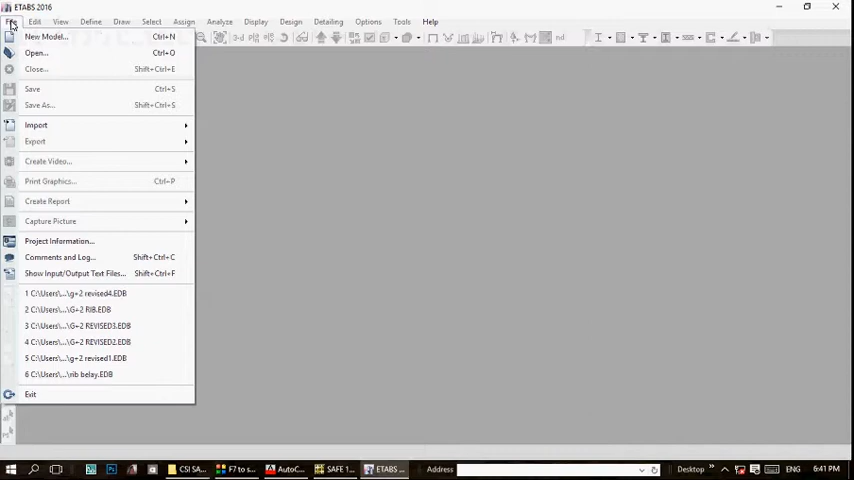 ETABS 2016
File Edit View Define Draw Select Assign Analyze Display Design Detailing Options Tools Help
New Model... Ctrl+N
Open... Ctrl+O
Close... Shift+Ctrl+E
Save Ctrl+S
Save As... Shift+Ctrl+S
Import
Export
Create Video...
Print Graphics... Ctrl+P
Create Report
Capture Picture
Project Information...
Comments and Log... Shift+Ctrl+C
Show Input/Output Text Files... Shift+Ctrl+F
1 C:\Users\...\g+2 revised4.EDB
2 C:\Users\...\G+2 RIB.EDB
3 C:\Users\...\G+2 REVISED3.EDB
4 C:\Users\...\G+2 REVISED2.EDB
5 C:\Users\...\g+2 revised1.EDB
6 C:\Users\...\rib belay.EDB
Exit
3-d nd
CSI SA... F7 to s... AutoC... SAFE 1... ETABS ... Address Desktop ENG 6:41 PM